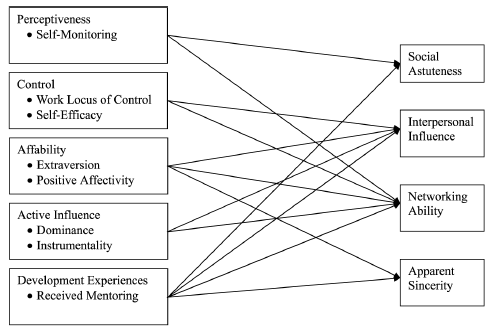 Perceptiveness
• Self-Monitoring
Control
• Work Locus of Control
• Self-Efficacy
Affability
• Extraversion
• Positive Affectivity
Active Influence
• Dominance
• Instrumentality
Development Experiences
• Received Mentoring
Social
Astuteness
Interpersonal
Influence
Networking
Ability
Apparent
Sincerity